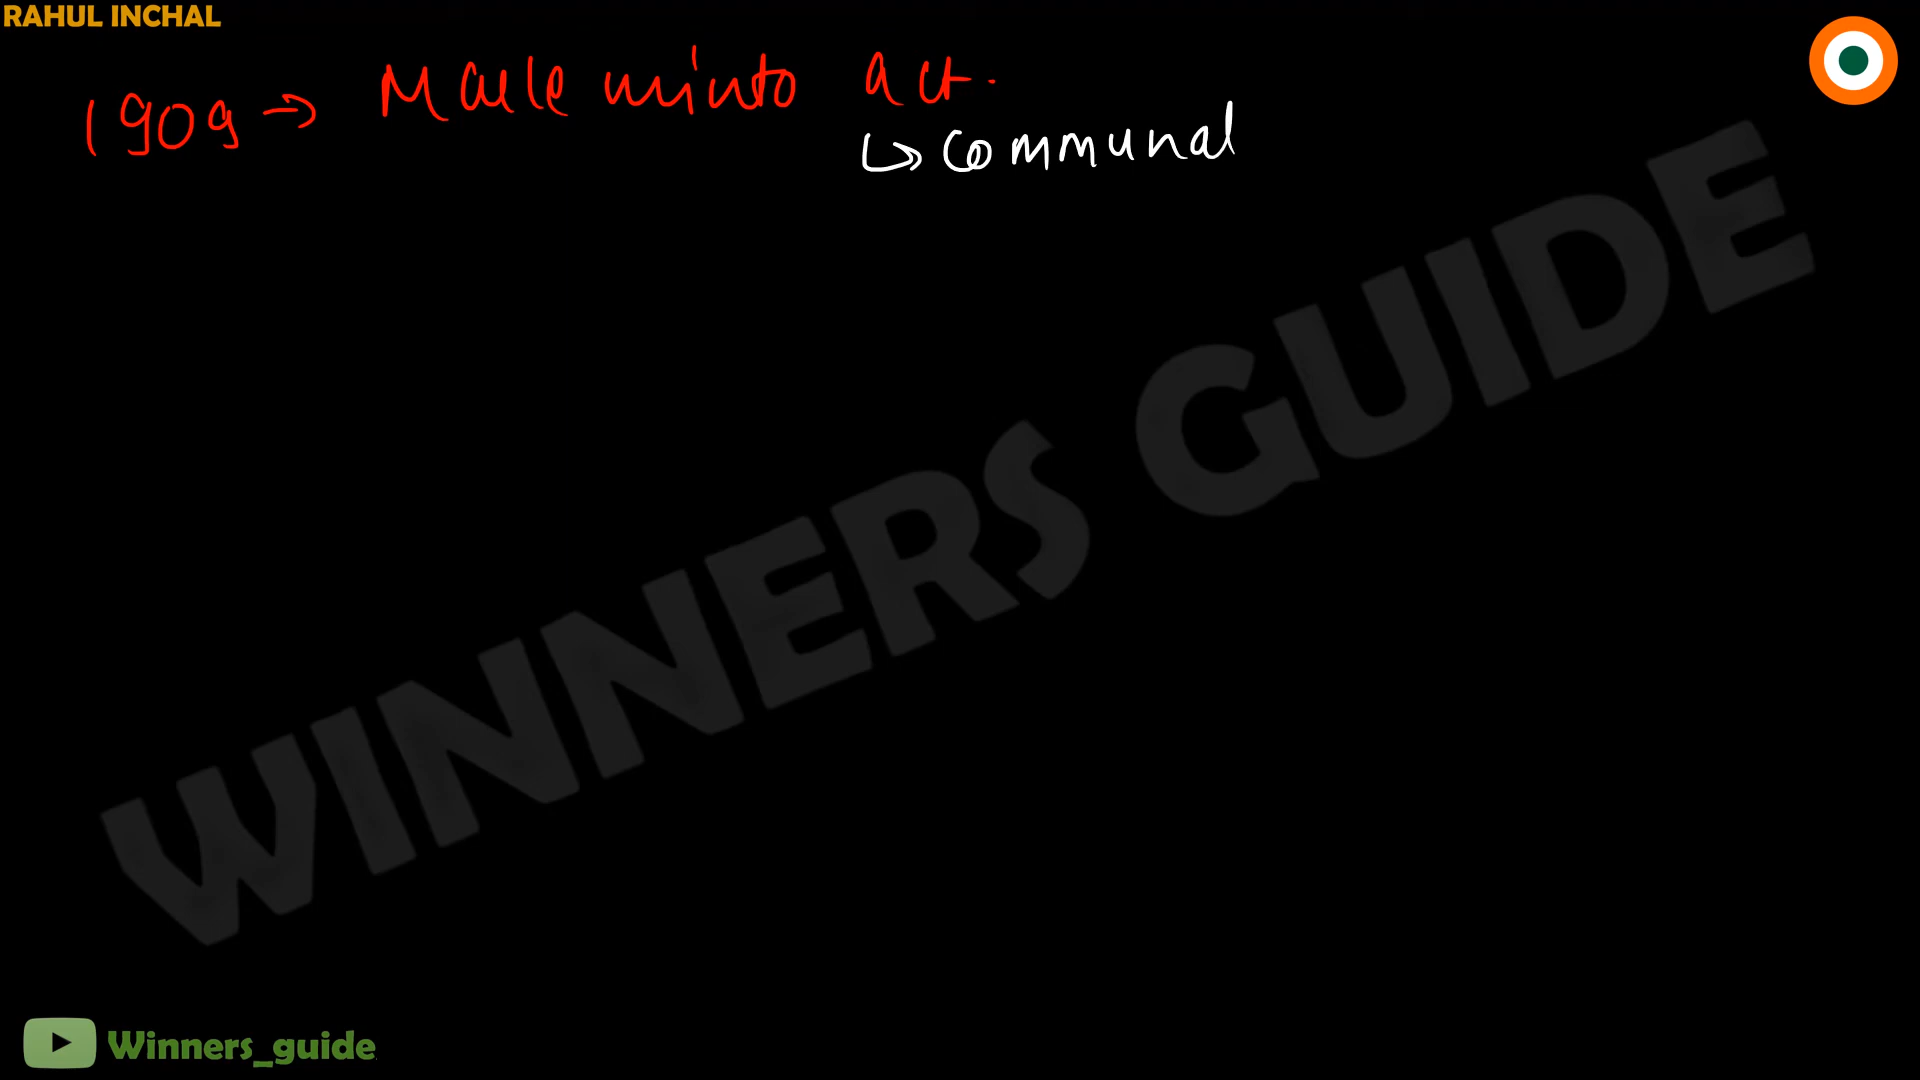 RAHUL INCHAL
1909 → Marle minto act.
↳ communal
WINNERS GUIDE
Winners_guide